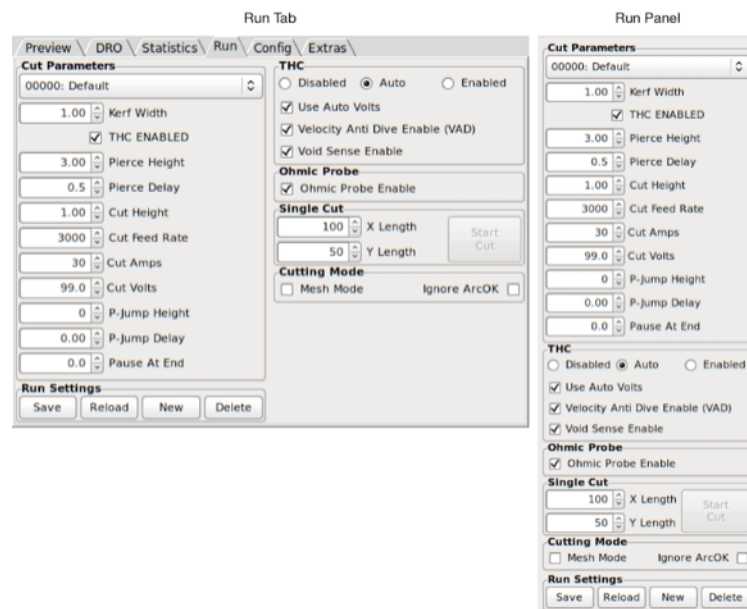 Run Tab
Preview DRO Statistics Run Config Extras
Cut Parameters
00000: Default
1.00 Kerf Width
THC ENABLED
3.00 Pierce Height
0.5 Pierce Delay
1.00 Cut Height
3000 Cut Feed Rate
30 Cut Amps
99.0 Cut Volts
0 P-Jump Height
0.00 P-Jump Delay
0.0 Pause At End
Run Settings
Save Reload New Delete
THC
Disabled Auto Enabled
Use Auto Volts
Velocity Anti Dive Enable (VAD)
Void Sense Enable
Ohmic Probe
Ohmic Probe Enable
Single Cut
100 X Length
50 Y Length
Start
Cut
Cutting Mode
Mesh Mode Ignore ArcOK
Run Panel
Cut Parameters
00000: Default
1.00 Kerf Width
THC ENABLED
3.00 Pierce Height
0.5 Pierce Delay
1.00 Cut Height
3000 Cut Feed Rate
30 Cut Amps
99.0 Cut Volts
0 P-Jump Height
0.00 P-Jump Delay
0.0 Pause At End
THC
Disabled Auto Enabled
Use Auto Volts
Velocity Anti Dive Enable (VAD)
Void Sense Enable
Ohmic Probe
Ohmic Probe Enable
Single Cut
100 X Length
50 Y Length
Start
Cut
Cutting Mode
Mesh Mode Ignore ArcOK
Run Settings
Save Reload New Delete